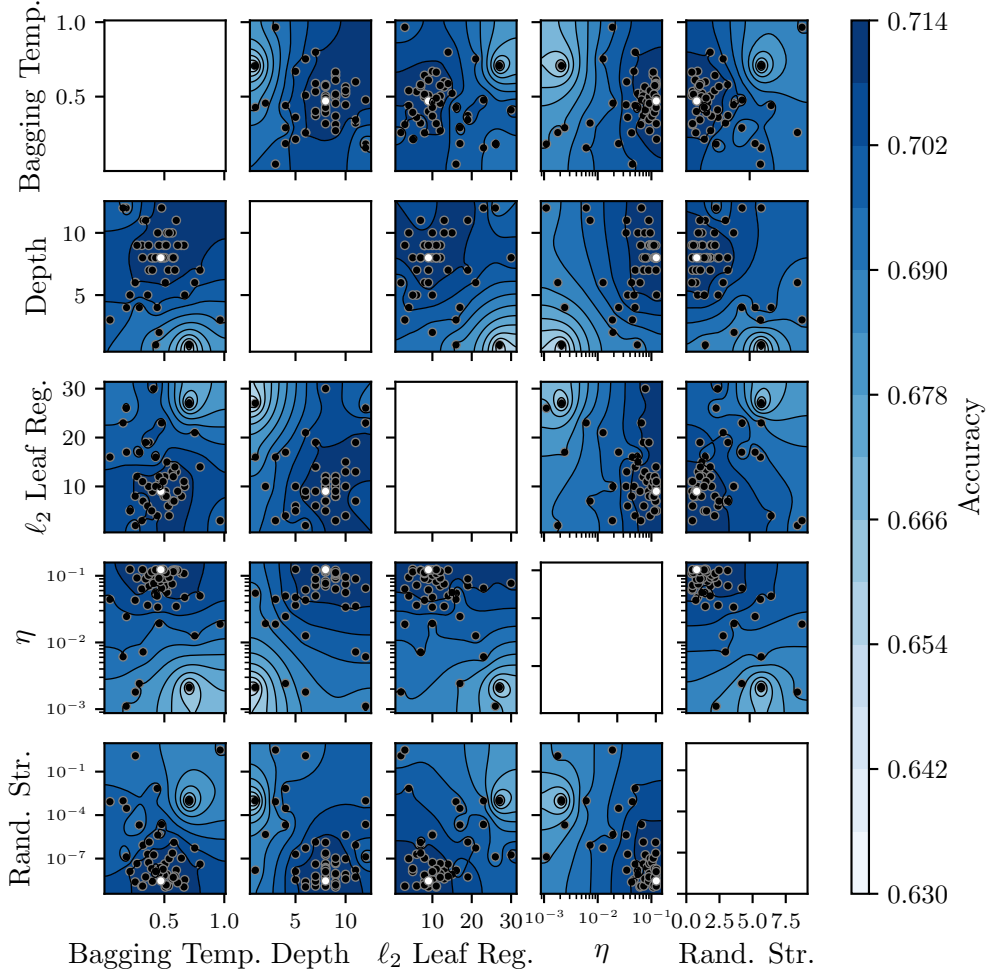 Bagging Temp.
1.0
0.5
Depth
10
5
ℓ₂ Leaf Reg.
30
20
10
η
10⁻¹
10⁻²
10⁻³
Rand. Str.
10⁻¹
10⁻⁴
10⁻⁷
0.5 1.0
5 10
10 20 30
10⁻³ 10⁻² 10⁻¹
0.0 2.5 5.0 7.5
Bagging Temp. Depth ℓ₂ Leaf Reg. η Rand. Str.
0.714
0.702
0.690
0.678
0.666
0.654
0.642
0.630
Accuracy